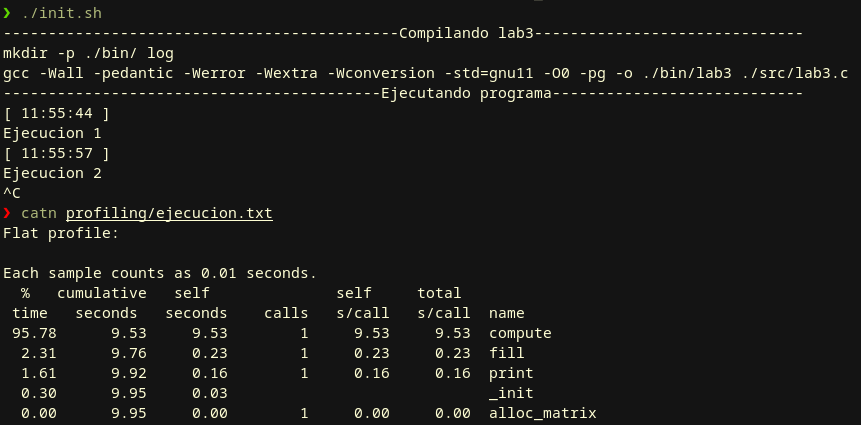 ❯ ./init.sh
--------------------------------------------Compilando lab3------------------------------
mkdir -p ./bin/ log
gcc -Wall -pedantic -Werror -Wextra -Wconversion -std=gnu11 -O0 -pg -o ./bin/lab3 ./src/lab3.c
------------------------------------------Ejecutando programa----------------------------
[ 11:55:44 ]
Ejecucion 1
[ 11:55:57 ]
Ejecucion 2
^C
❯ catn profiling/ejecucion.txt
Flat profile:

Each sample counts as 0.01 seconds.
  %   cumulative   self              self     total
 time   seconds   seconds    calls   s/call   s/call  name
 95.78      9.53     9.53        1     9.53     9.53  compute
  2.31      9.76     0.23        1     0.23     0.23  fill
  1.61      9.92     0.16        1     0.16     0.16  print
  0.30      9.95     0.03                             _init
  0.00      9.95     0.00        1     0.00     0.00  alloc_matrix